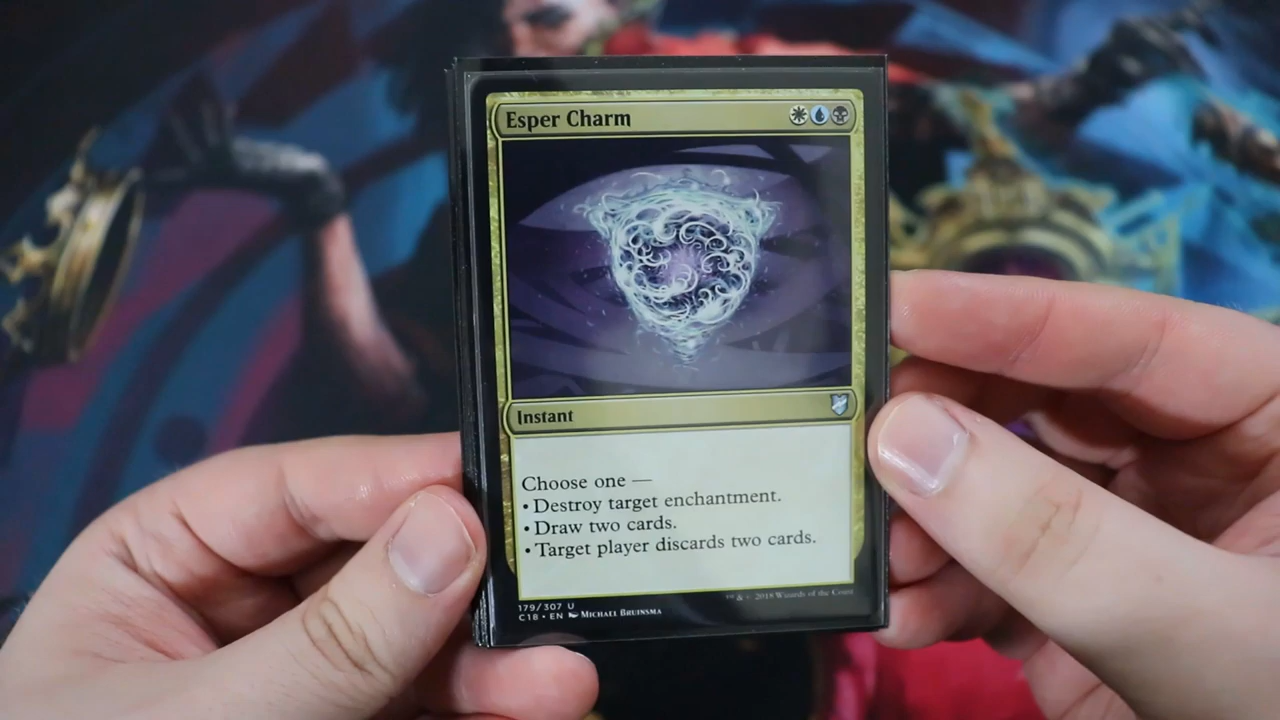 Esper Charm
Instant
Choose one —
• Destroy target enchantment.
• Draw two cards.
• Target player discards two cards.
179/307 U
C18 • EN Michael Bruinsma
™ & © 2018 Wizards of the Coast